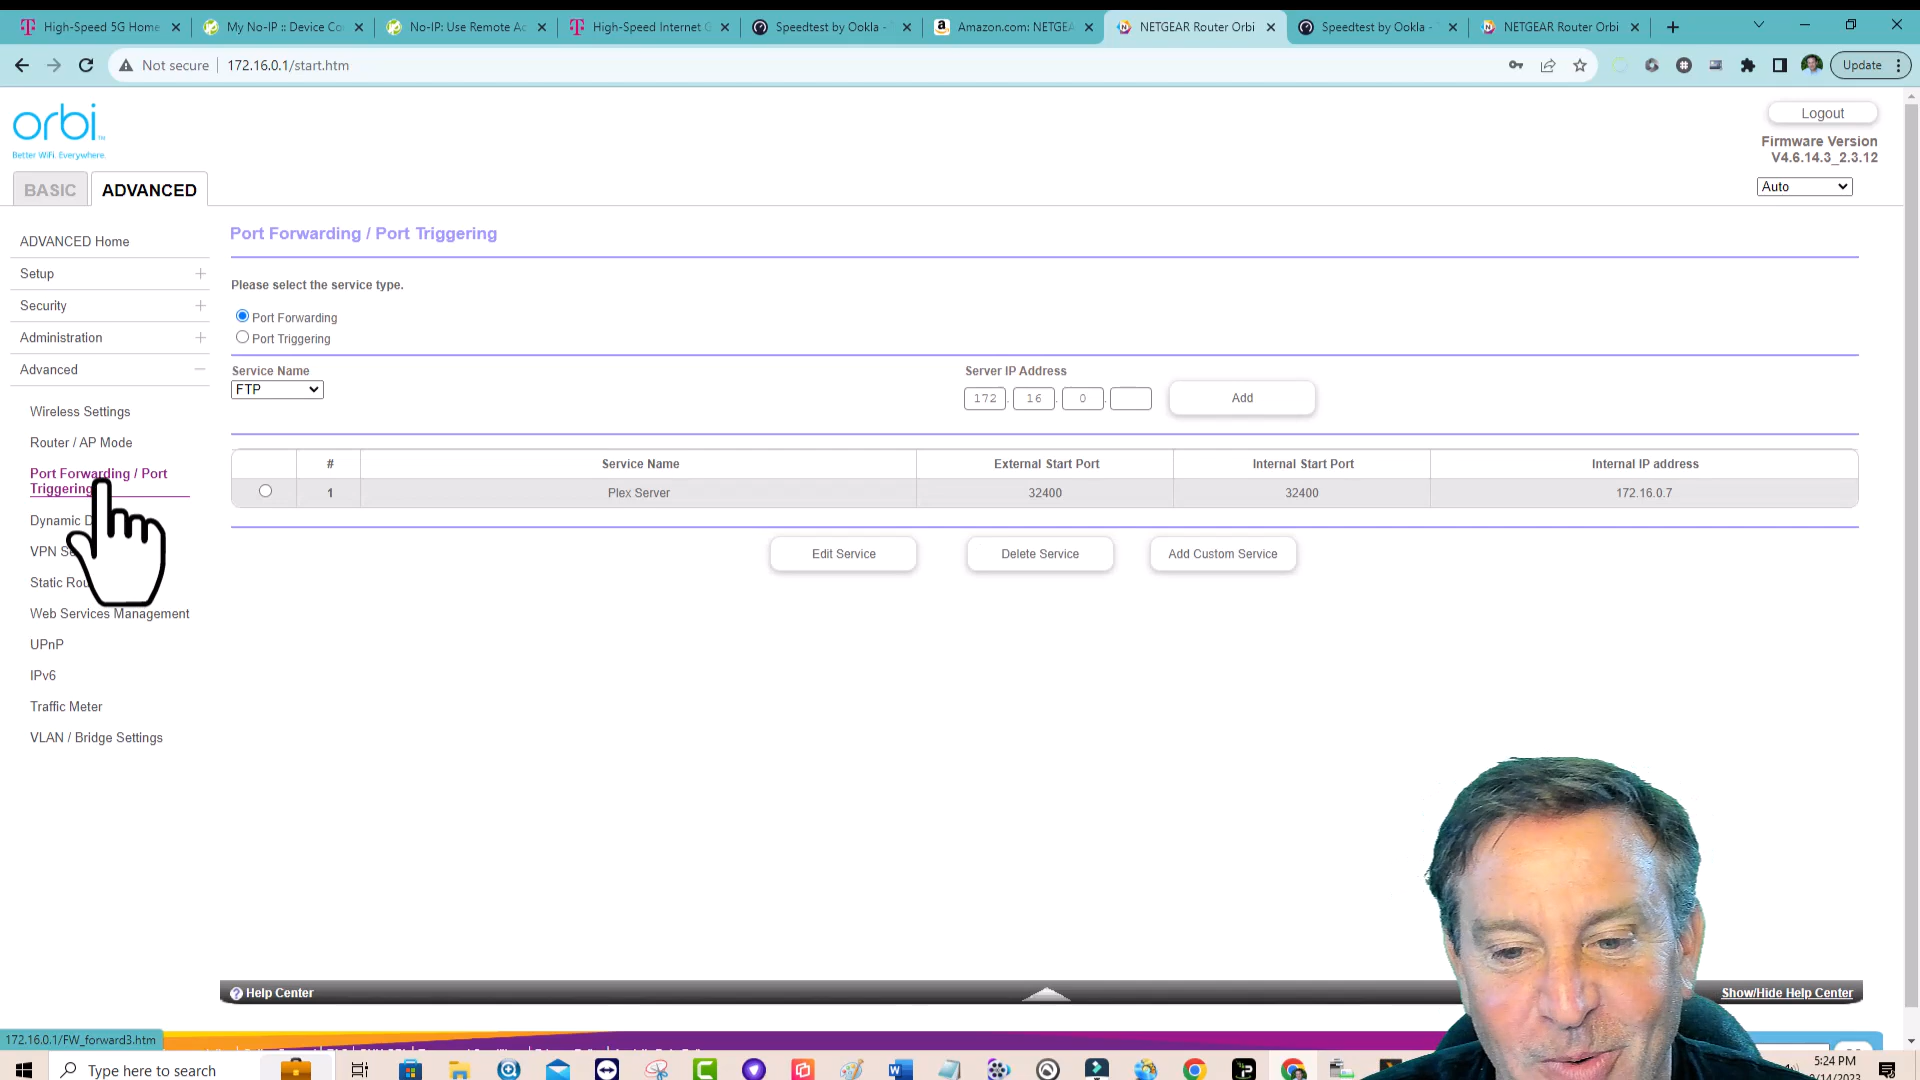 High-Speed 5G Home
My No-IP :: Device Co
No-IP: Use Remote Ac
High-Speed Internet G
Speedtest by Ookla -
Amazon.com: NETGEA
NETGEAR Router Orbi
Speedtest by Ookla -
NETGEAR Router Orbi
Not secure
172.16.0.1/start.htm
Update
orbi
Better WiFi. Everywhere.
Logout
Firmware Version
V4.6.14.3_2.3.12
BASIC
ADVANCED
Auto
ADVANCED Home
Setup
Security
Administration
Advanced
Wireless Settings
Router / AP Mode
Port Forwarding / Port
Triggering
Dynamic D
VPN Se
Static Rou
Web Services Management
UPnP
IPv6
Traffic Meter
VLAN / Bridge Settings
Port Forwarding / Port Triggering
Please select the service type.
Port Forwarding
Port Triggering
Service Name
FTP
Server IP Address
172 . 16 . 0 .
Add
# Service Name External Start Port Internal Start Port Internal IP address
1 Plex Server 32400 32400 172.16.0.7
Edit Service
Delete Service
Add Custom Service
? Help Center
Show/Hide Help Center
172.16.0.1/FW_forward3.htm
Type here to search
5:24 PM
/14/2023